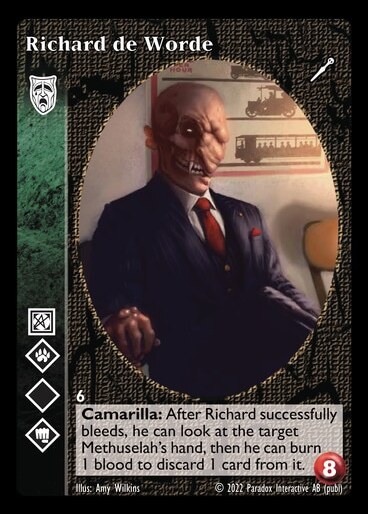 Richard de Worde
HOUR
6
Camarilla: After Richard successfully
bleeds, he can look at the target
Methuselah's hand, then he can burn
1 blood to discard 1 card from it.
8
Illus: Amy Wilkins
© 2022 Paradox Interactive AB (publ)